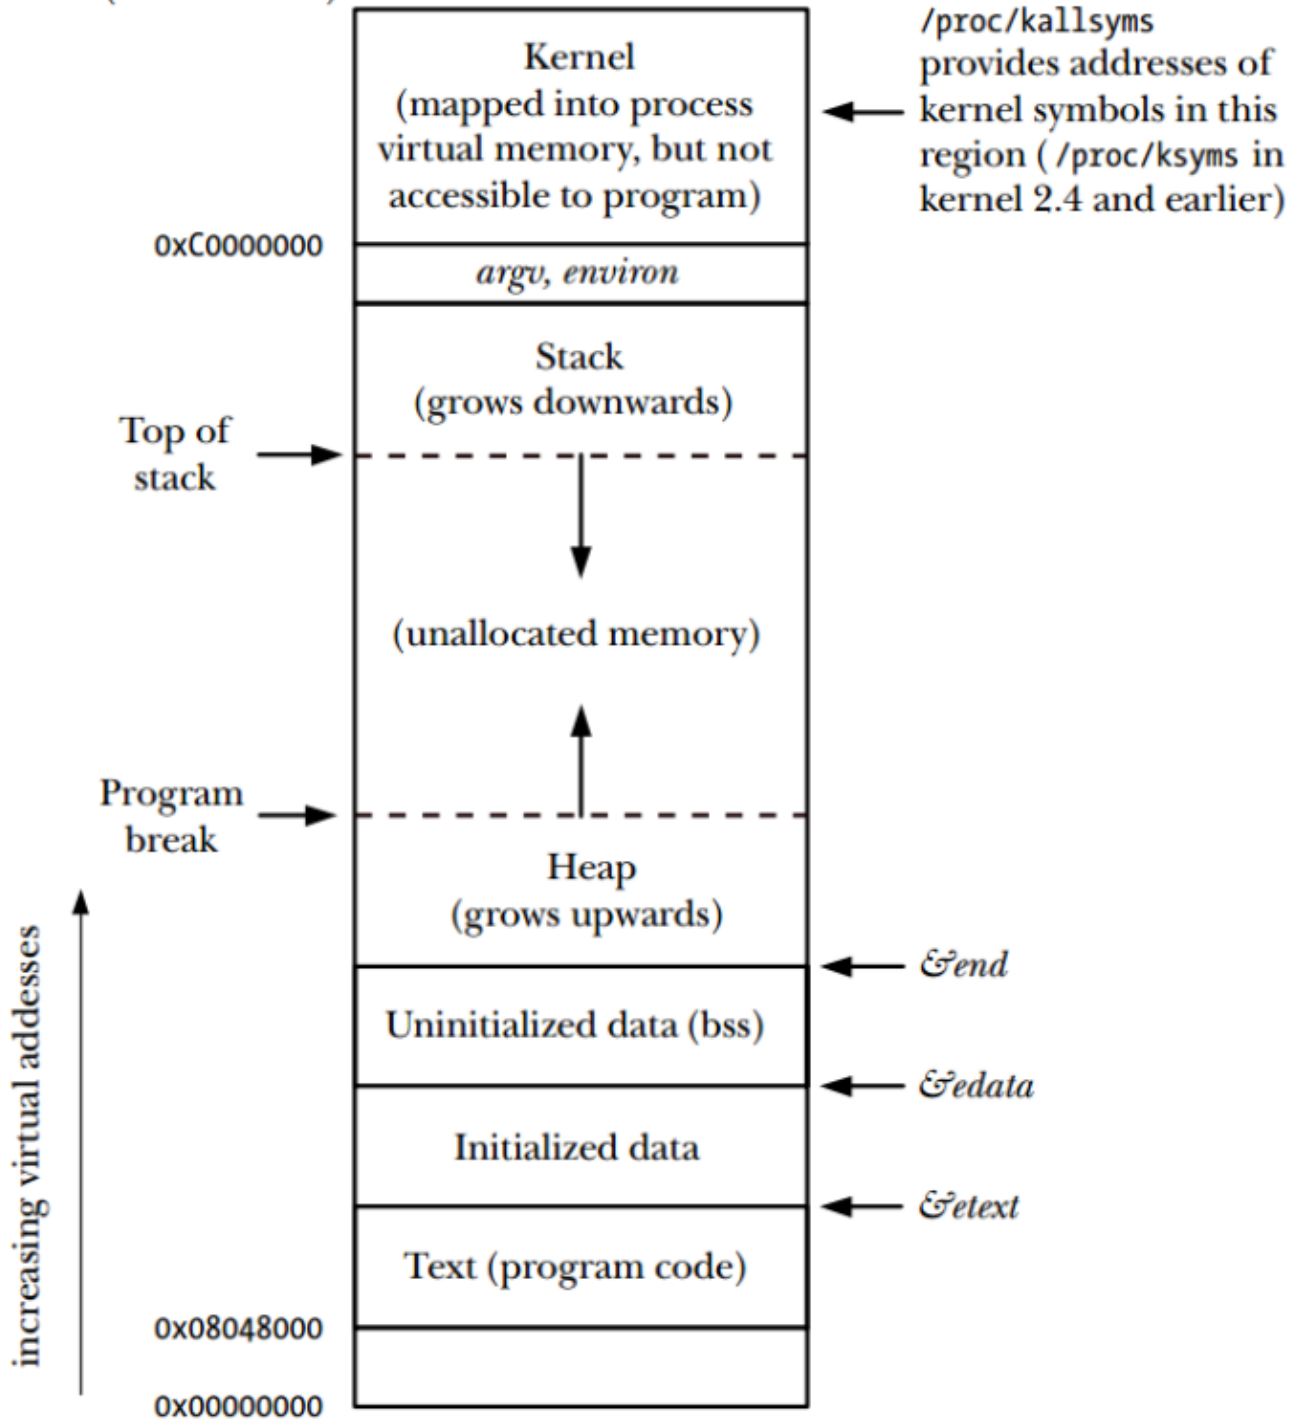 /proc/kallsyms
provides addresses of
kernel symbols in this
region ( /proc/ksyms in
kernel 2.4 and earlier)
Kernel
(mapped into process
virtual memory, but not
accessible to program)
0xC0000000
argv, environ
Stack
(grows downwards)
Top of
stack
(unallocated memory)
Program
break
Heap
(grows upwards)
&end
Uninitialized data (bss)
&edata
Initialized data
&etext
Text (program code)
0x08048000
0x00000000
increasing virtual addesses